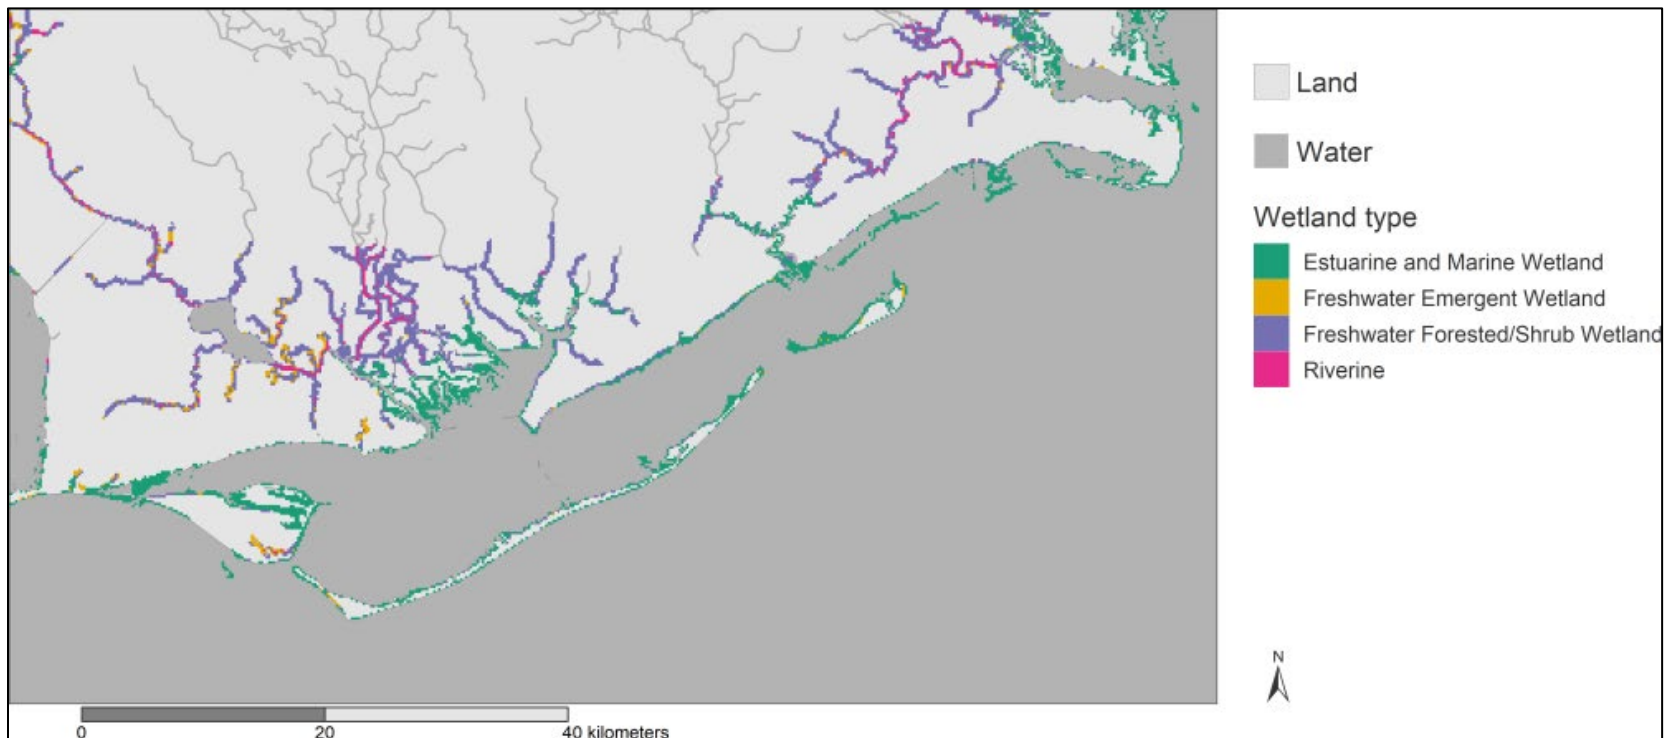 Land
Water
Wetland type
Estuarine and Marine Wetland
Freshwater Emergent Wetland
Freshwater Forested/Shrub Wetland
Riverine
N
0 20 40 kilometers